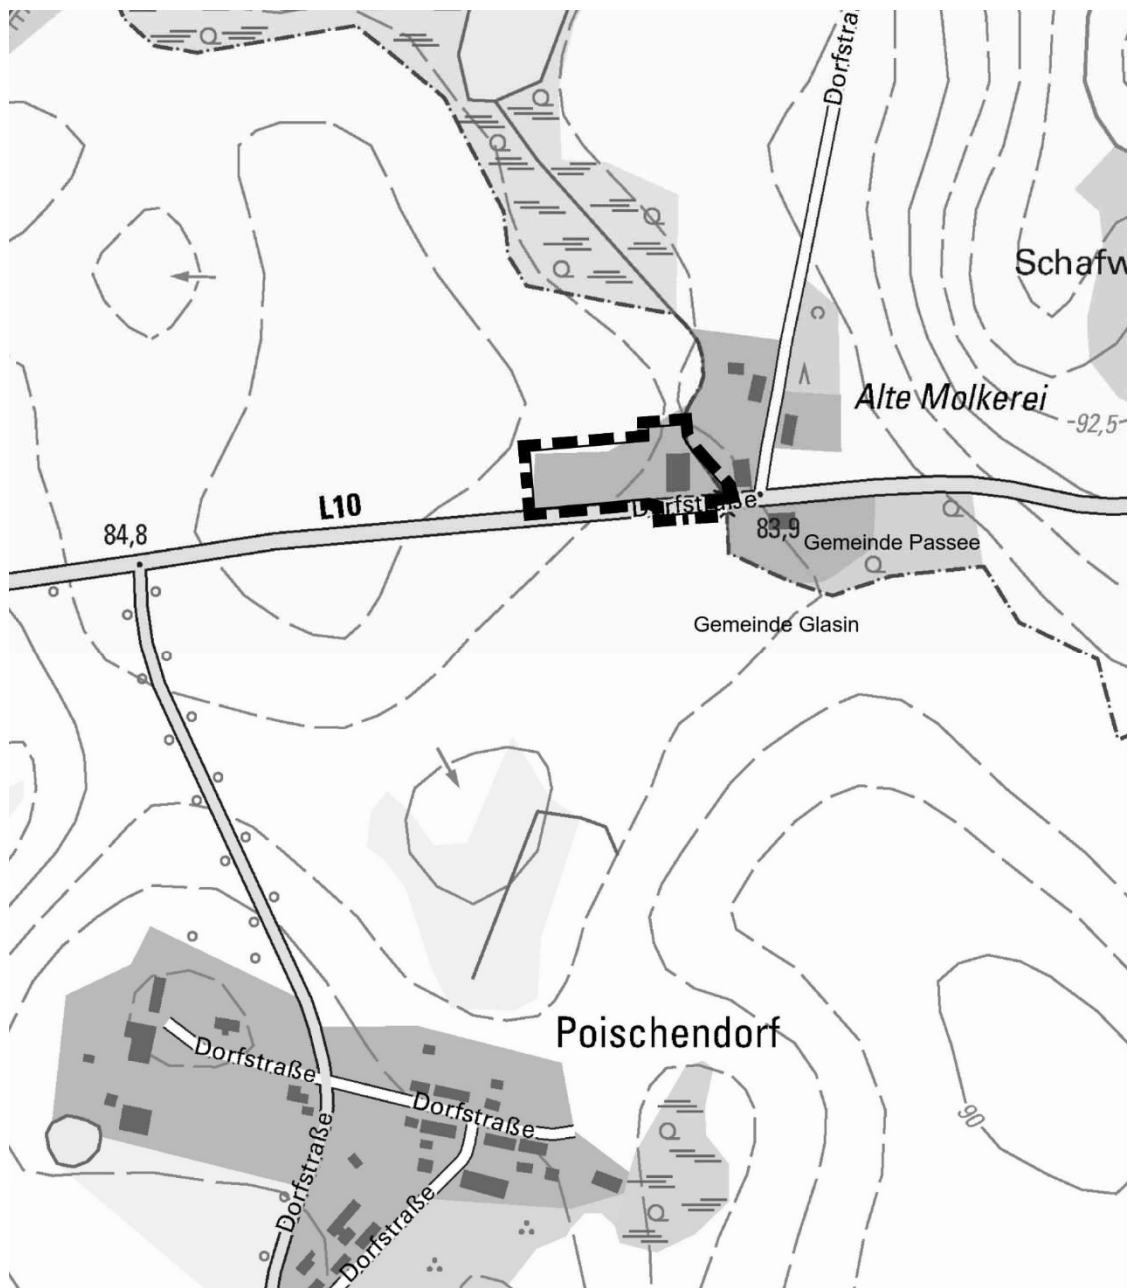 Dorfstra
Schafw
Alte Molkerei
92,5
L10
Dorfstraße
84,8
83,9
Gemeinde Passee
Gemeinde Glasin
Poischendorf
Dorfstraße
Dorfstraße
90
Dorfstraße
Dorfstraße